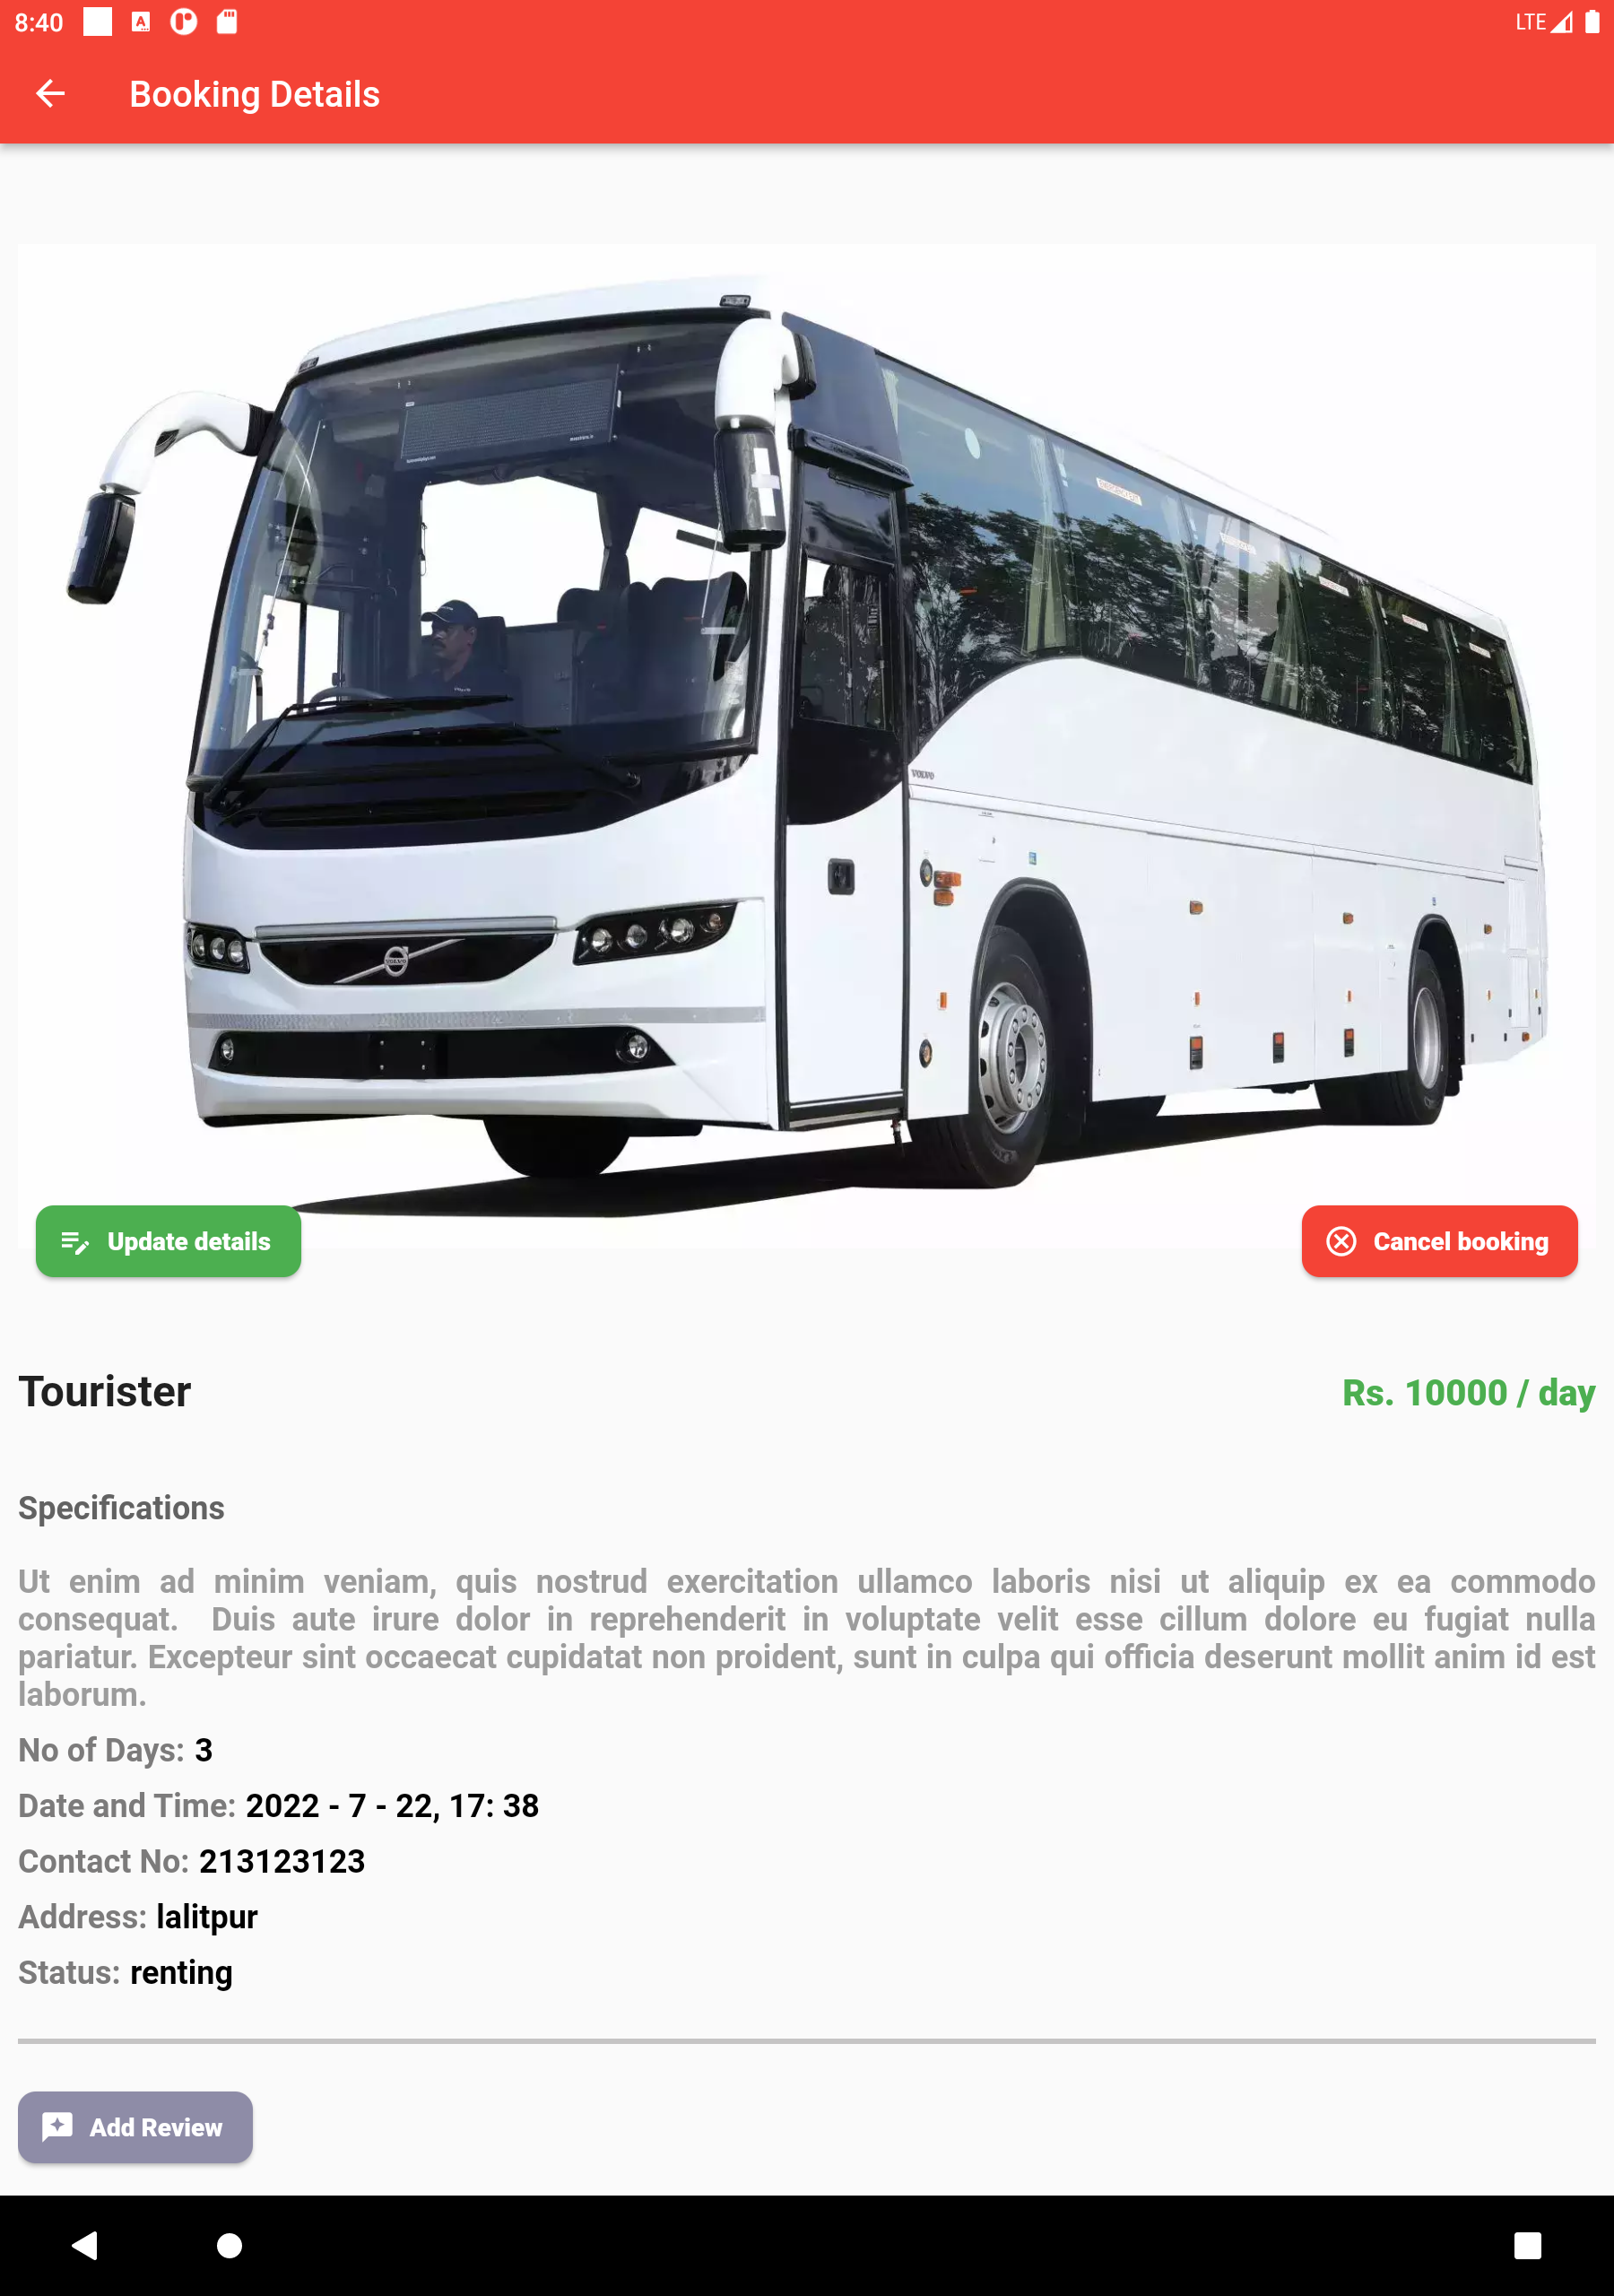 8:40
LTE
Booking Details
VOLVO
VOLVO
Update details
Cancel booking
Tourister
Rs. 10000 / day
Specifications
Ut enim ad minim veniam, quis nostrud exercitation ullamco laboris nisi ut aliquip ex ea commodo
consequat. Duis aute irure dolor in reprehenderit in voluptate velit esse cillum dolore eu fugiat nulla
pariatur. Excepteur sint occaecat cupidatat non proident, sunt in culpa qui officia deserunt mollit anim id est
laborum.
No of Days: 3
Date and Time: 2022 - 7 - 22, 17: 38
Contact No: 213123123
Address: lalitpur
Status: renting
Add Review